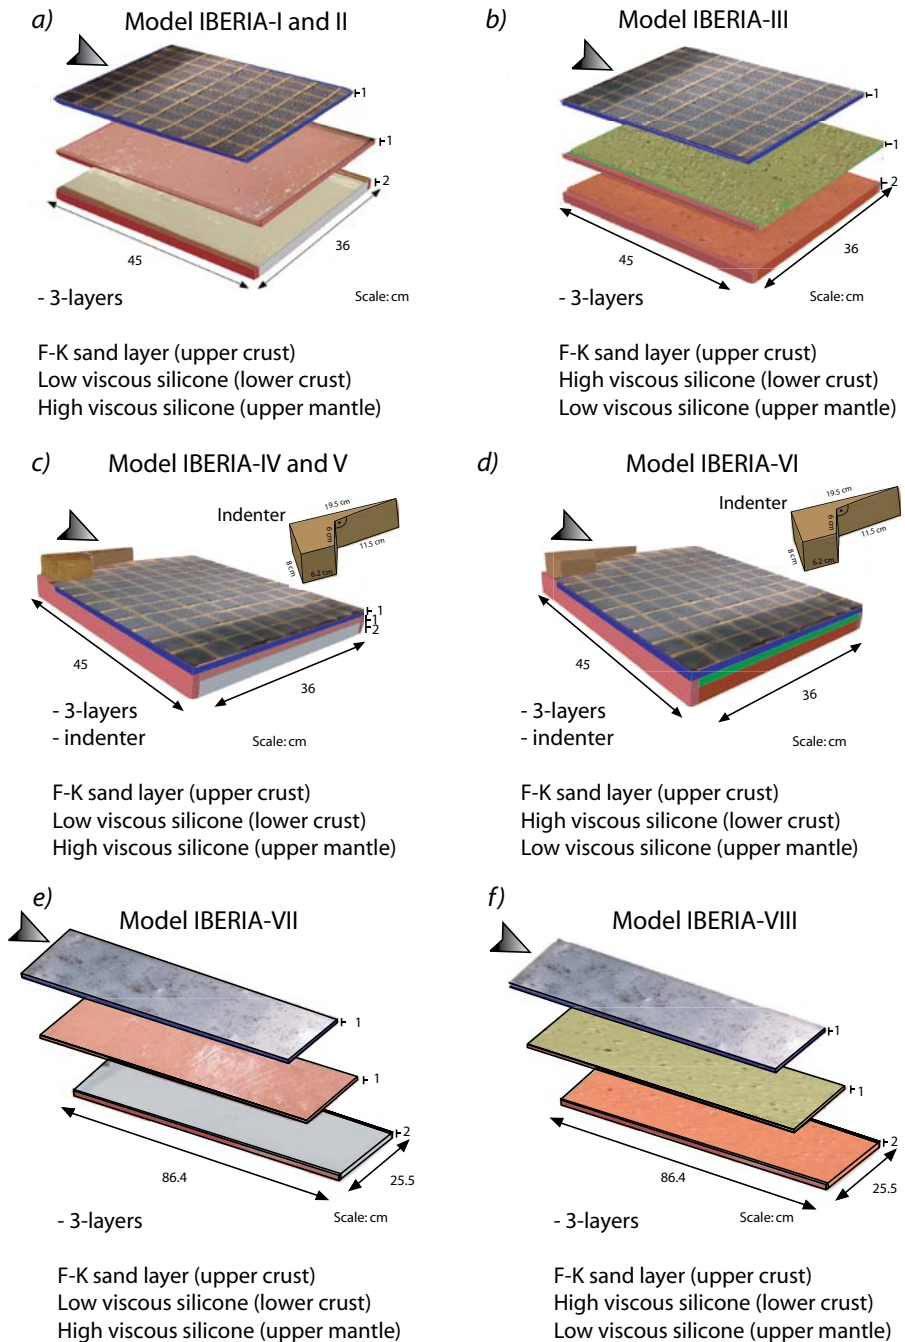 a) Model IBERIA-I and II
1
1
2
45
36
- 3-layers
Scale: cm
F-K sand layer (upper crust)
Low viscous silicone (lower crust)
High viscous silicone (upper mantle)
b) Model IBERIA-III
1
1
2
45
36
- 3-layers
Scale: cm
F-K sand layer (upper crust)
High viscous silicone (lower crust)
Low viscous silicone (upper mantle)
c) Model IBERIA-IV and V
Indenter
19.5 cm
6 cm
11.5 cm
8 cm
6.2 cm
1
1
2
45
36
- 3-layers
- indenter
Scale: cm
F-K sand layer (upper crust)
Low viscous silicone (lower crust)
High viscous silicone (upper mantle)
d) Model IBERIA-VI
Indenter
19.5 cm
6 cm
11.5 cm
8 cm
6.2 cm
45
36
- 3-layers
- indenter
Scale: cm
F-K sand layer (upper crust)
High viscous silicone (lower crust)
Low viscous silicone (upper mantle)
e) Model IBERIA-VII
1
1
2
86.4
25.5
- 3-layers
Scale: cm
F-K sand layer (upper crust)
Low viscous silicone (lower crust)
High viscous silicone (upper mantle)
f) Model IBERIA-VIII
1
1
2
86.4
25.5
- 3-layers
Scale: cm
F-K sand layer (upper crust)
High viscous silicone (lower crust)
Low viscous silicone (upper mantle)